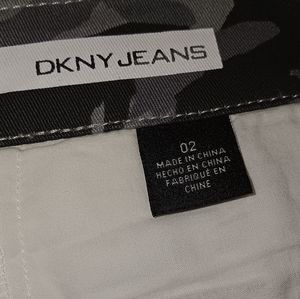 DKNY JEANS
02
MADE IN CHINA
HECHO EN CHINA
FABRIQUÉ EN
CHINE